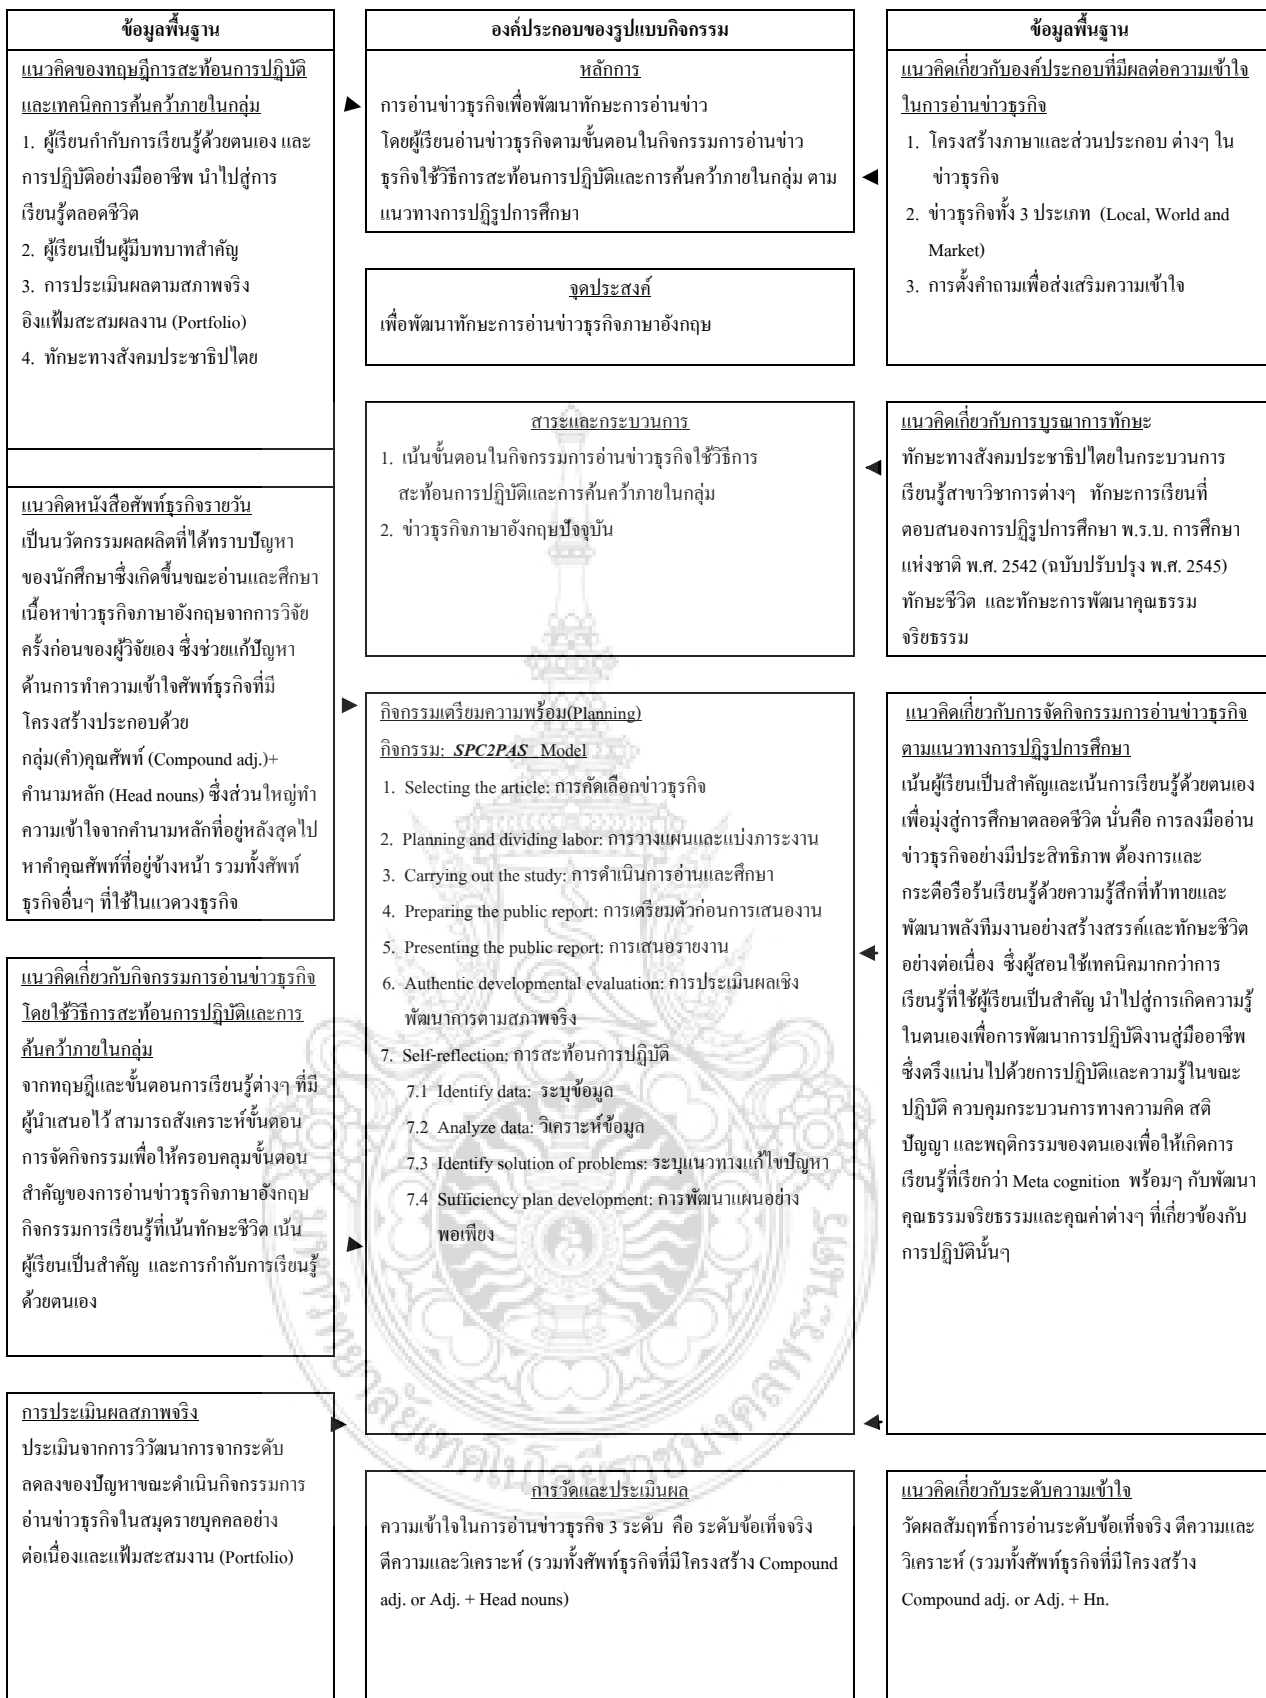 ข้อมูลพื้นฐาน
แนวคิดของทฤษฎีการสะท้อนการปฏิบัติ
และเทคนิคการค้นคว้าภายในกลุ่ม
1. ผู้เรียนกำกับการเรียนรู้ด้วยตนเอง และ
การปฏิบัติอย่างมืออาชีพ นำไปสู่การ
เรียนรู้ตลอดชีวิต
2. ผู้เรียนเป็นผู้มีบทบาทสำคัญ
3. การประเมินผลตามสภาพจริง
อิงแฟ้มสะสมผลงาน (Portfolio)
4. ทักษะทางสังคมประชาธิปไตย
แนวคิดหนังสือศัพท์ธุรกิจรายวัน
เป็นนวัตกรรมผลผลิตที่ได้ทราบปัญหา
ของนักศึกษาซึ่งเกิดขึ้นขณะอ่านและศึกษา
เนื้อหาข่าวธุรกิจภาษาอังกฤษจากการวิจัย
ครั้งก่อนของผู้วิจัยเอง ซึ่งช่วยแก้ปัญหา
ด้านการทำความเข้าใจศัพท์ธุรกิจที่มี
โครงสร้างประกอบด้วย
กลุ่ม(คำ)คุณศัพท์ (Compound adj.)+
คำนามหลัก (Head nouns) ซึ่งส่วนใหญ่ทำ
ความเข้าใจจากคำนามหลักที่อยู่หลังสุดไป
หาคำคุณศัพท์ที่อยู่ข้างหน้า รวมทั้งศัพท์
ธุรกิจอื่นๆ ที่ใช้ในแวดวงธุรกิจ
แนวคิดเกี่ยวกับกิจกรรมการอ่านข่าวธุรกิจ
โดยใช้วิธีการสะท้อนการปฏิบัติและการ
ค้นคว้าภายในกลุ่ม
จากทฤษฎีและขั้นตอนการเรียนรู้ต่างๆ ที่มี
ผู้นำเสนอไว้ สามารถสังเคราะห์ขั้นตอน
การจัดกิจกรรมเพื่อให้ครอบคลุมขั้นตอน
สำคัญของการอ่านข่าวธุรกิจภาษาอังกฤษ
กิจกรรมการเรียนรู้ที่เน้นทักษะชีวิต เน้น
ผู้เรียนเป็นสำคัญ และการกำกับการเรียนรู้
ด้วยตนเอง
การประเมินผลสภาพจริง
ประเมินจากการวิวัฒนาการจากระดับ
ลดลงของปัญหาขณะดำเนินกิจกรรมการ
อ่านข่าวธุรกิจในสมุดรายบุคคลอย่าง
ต่อเนื่องและแฟ้มสะสมงาน (Portfolio)
องค์ประกอบของรูปแบบกิจกรรม
หลักการ
การอ่านข่าวธุรกิจเพื่อพัฒนาทักษะการอ่านข่าว
โดยผู้เรียนอ่านข่าวธุรกิจตามขั้นตอนในกิจกรรมการอ่านข่าว
ธุรกิจใช้วิธีการสะท้อนการปฏิบัติและการค้นคว้าภายในกลุ่ม ตาม
แนวทางการปฏิรูปการศึกษา
จุดประสงค์
เพื่อพัฒนาทักษะการอ่านข่าวธุรกิจภาษาอังกฤษ
สาระและกระบวนการ
1. เน้นขั้นตอนในกิจกรรมการอ่านข่าวธุรกิจใช้วิธีการ
สะท้อนการปฏิบัติและการค้นคว้าภายในกลุ่ม
2. ข่าวธุรกิจภาษาอังกฤษปัจจุบัน
กิจกรรมเตรียมความพร้อม(Planning)
กิจกรรม: SPC2PAS Model
1. Selecting the article: การคัดเลือกข่าวธุรกิจ
2. Planning and dividing labor: การวางแผนและแบ่งภาระงาน
3. Carrying out the study: การดำเนินการอ่านและศึกษา
4. Preparing the public report: การเตรียมตัวก่อนการเสนองาน
5. Presenting the public report: การเสนอรายงาน
6. Authentic developmental evaluation: การประเมินผลเชิง
พัฒนาการตามสภาพจริง
7. Self-reflection: การสะท้อนการปฏิบัติ
7.1 Identify data: ระบุข้อมูล
7.2 Analyze data: วิเคราะห์ข้อมูล
7.3 Identify solution of problems: ระบุแนวทางแก้ไขปัญหา
7.4 Sufficiency plan development: การพัฒนาแผนอย่าง
พอเพียง
การวัดและประเมินผล
ความเข้าใจในการอ่านข่าวธุรกิจ 3 ระดับ คือ ระดับข้อเท็จจริง
ตีความและวิเคราะห์ (รวมทั้งศัพท์ธุรกิจที่มีโครงสร้าง Compound
adj. or Adj. + Head nouns)
ข้อมูลพื้นฐาน
แนวคิดเกี่ยวกับองค์ประกอบที่มีผลต่อความเข้าใจ
ในการอ่านข่าวธุรกิจ
1. โครงสร้างภาษาและส่วนประกอบ ต่างๆ ใน
ข่าวธุรกิจ
2. ข่าวธุรกิจทั้ง 3 ประเภท (Local, World and
Market)
3. การตั้งคำถามเพื่อส่งเสริมความเข้าใจ
แนวคิดเกี่ยวกับการบูรณาการทักษะ
ทักษะทางสังคมประชาธิปไตยในกระบวนการ
เรียนรู้สาขาวิชาการต่างๆ ทักษะการเรียนที่
ตอบสนองการปฏิรูปการศึกษา พ.ร.บ. การศึกษา
แห่งชาติ พ.ศ. 2542 (ฉบับปรับปรุง พ.ศ. 2545)
ทักษะชีวิต และทักษะการพัฒนาคุณธรรม
จริยธรรม
แนวคิดเกี่ยวกับการจัดกิจกรรมการอ่านข่าวธุรกิจ
ตามแนวทางการปฏิรูปการศึกษา
เน้นผู้เรียนเป็นสำคัญและเน้นการเรียนรู้ด้วยตนเอง
เพื่อมุ่งสู่การศึกษาตลอดชีวิต นั่นคือ การลงมืออ่าน
ข่าวธุรกิจอย่างมีประสิทธิภาพ ต้องการและ
กระตือรือร้นเรียนรู้ด้วยความรู้สึกที่ท้าทายและ
พัฒนาพลังทีมงานอย่างสร้างสรรค์และทักษะชีวิต
อย่างต่อเนื่อง ซึ่งผู้สอนใช้เทคนิคมากกว่าการ
เรียนรู้ที่ใช้ผู้เรียนเป็นสำคัญ นำไปสู่การเกิดความรู้
ในตนเองเพื่อการพัฒนาการปฏิบัติงานสู่มืออาชีพ
ซึ่งตรึงแน่นไปด้วยการปฏิบัติและความรู้ในขณะ
ปฏิบัติ ควบคุมกระบวนการทางความคิด สติ
ปัญญา และพฤติกรรมของตนเองเพื่อให้เกิดการ
เรียนรู้ที่เรียกว่า Meta cognition พร้อมๆ กับพัฒนา
คุณธรรมจริยธรรมและคุณค่าต่างๆ ที่เกี่ยวข้องกับ
การปฏิบัตินั้นๆ
แนวคิดเกี่ยวกับระดับความเข้าใจ
วัดผลสัมฤทธิ์การอ่านระดับข้อเท็จจริง ตีความและ
วิเคราะห์ (รวมทั้งศัพท์ธุรกิจที่มีโครงสร้าง
Compound adj. or Adj. + Hn.
มหาวิทยาลัยเทคโนโลยีราชมงคลพระนคร